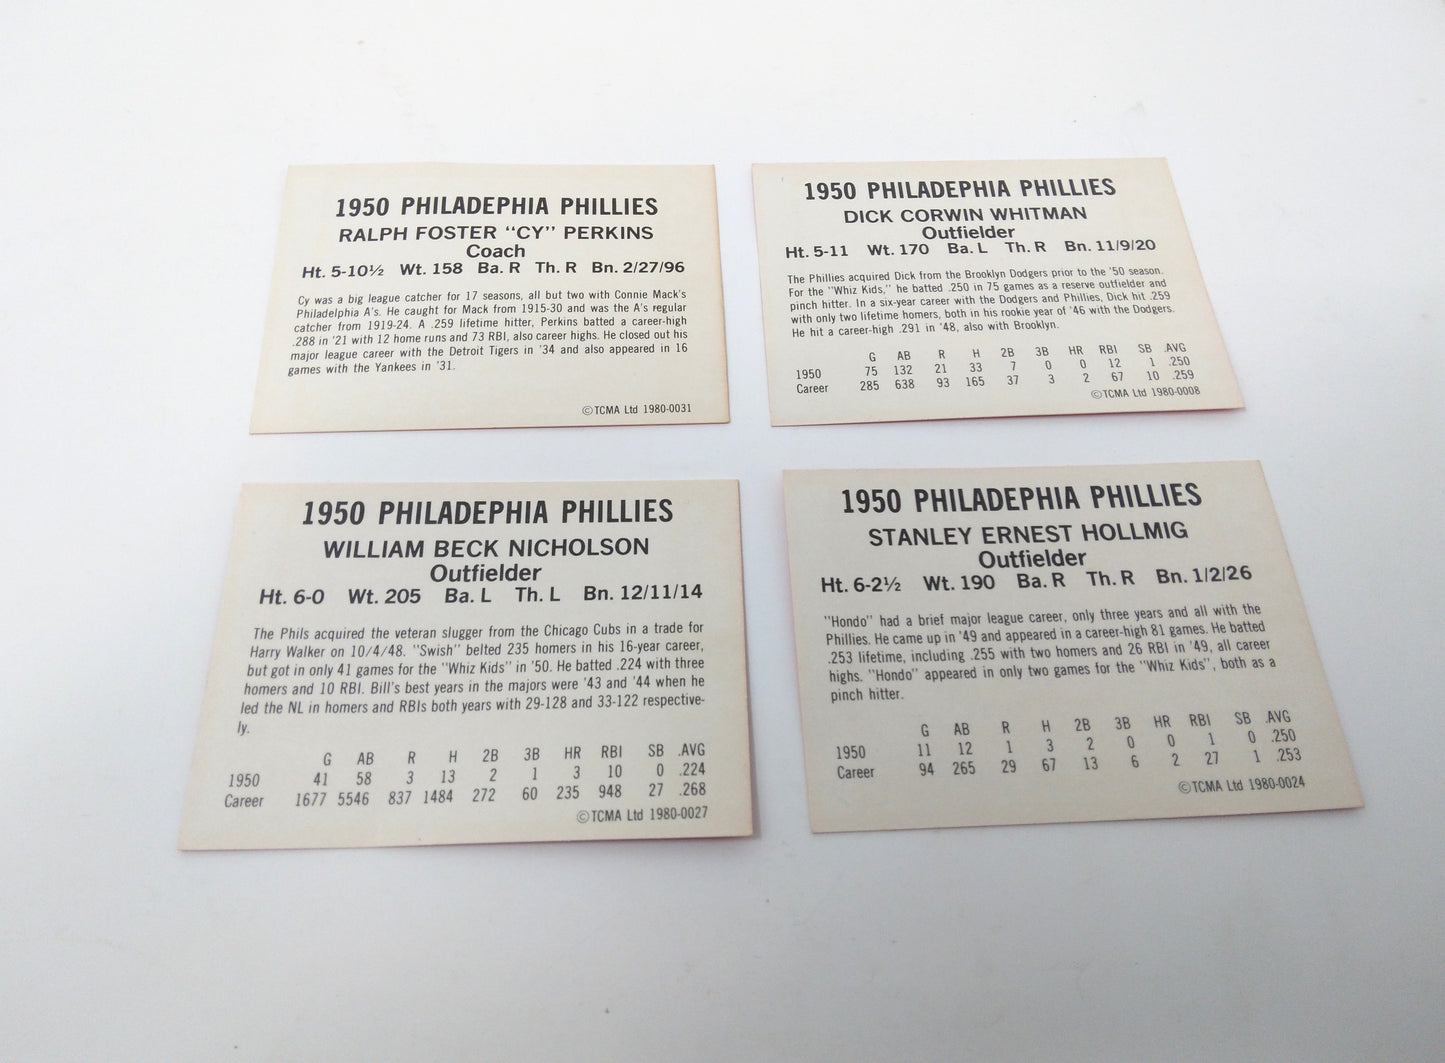 1950 PHILADEPHIA PHILLIES
RALPH FOSTER "CY" PERKINS
Coach
Ht. 5-10½ Wt. 158 Ba. R Th. R Bn. 2/27/96
Cy was a big league catcher for 17 seasons, all but two with Connie Mack's
Philadelphia A's. He caught for Mack from 1915-30 and was the A's regular
catcher from 1919-24. A .259 lifetime hitter, Perkins batted a career-high
.288 in '21 with 12 home runs and 73 RBI, also career highs. He closed out his
major league career with the Detroit Tigers in '34 and also appeared in 16
games with the Yankees in '31.
©TCMA Ltd 1980-0031
1950 PHILADEPHIA PHILLIES
DICK CORWIN WHITMAN
Outfielder
Ht. 5-11 Wt. 170 Ba. L Th. R Bn. 11/9/20
The Phillies acquired Dick from the Brooklyn Dodgers prior to the '50 season.
For the "Whiz Kids," he batted .250 in 75 games as a reserve outfielder and
pinch hitter. In a six-year career with the Dodgers and Phillies, Dick hit .259
with only two lifetime homers, both in his rookie year of '46 with the Dodgers.
He hit a career-high .291 in '48, also with Brooklyn.
G AB R H 2B 3B HR RBI SB .AVG
1950 75 132 21 33 7 0 0 12 1 .250
Career 285 638 93 165 37 3 2 67 10 .259
©TCMA Ltd 1980-0008
1950 PHILADEPHIA PHILLIES
WILLIAM BECK NICHOLSON
Outfielder
Ht. 6-0 Wt. 205 Ba. L Th. L Bn. 12/11/14
The Phils acquired the veteran slugger from the Chicago Cubs in a trade for
Harry Walker on 10/4/48. "Swish" belted 235 homers in his 16-year career,
but got in only 41 games for the "Whiz Kids" in '50. He batted .224 with three
homers and 10 RBI. Bill's best years in the majors were '43 and '44 when he
led the NL in homers and RBIs both years with 29-128 and 33-122 respective-
ly.
G AB R H 2B 3B HR RBI SB .AVG
1950 41 58 3 13 2 1 3 10 0 .224
Career 1677 5546 837 1484 272 60 235 948 27 .268
©TCMA Ltd 1980-0027
1950 PHILADEPHIA PHILLIES
STANLEY ERNEST HOLLMIG
Outfielder
Ht. 6-2½ Wt. 190 Ba. R Th. R Bn. 1/2/26
"Hondo" had a brief major league career, only three years and all with the
Phillies. He came up in '49 and appeared in a career-high 81 games. He batted
.253 lifetime, including .255 with two homers and 26 RBI in '49, all career
highs. "Hondo" appeared in only two games for the "Whiz Kids", both as a
pinch hitter.
G AB R H 2B 3B HR RBI SB .AVG
1950 11 12 1 3 2 0 0 1 0 .250
Career 94 265 29 67 13 6 2 27 1 .253
©TCMA Ltd 1980-0024